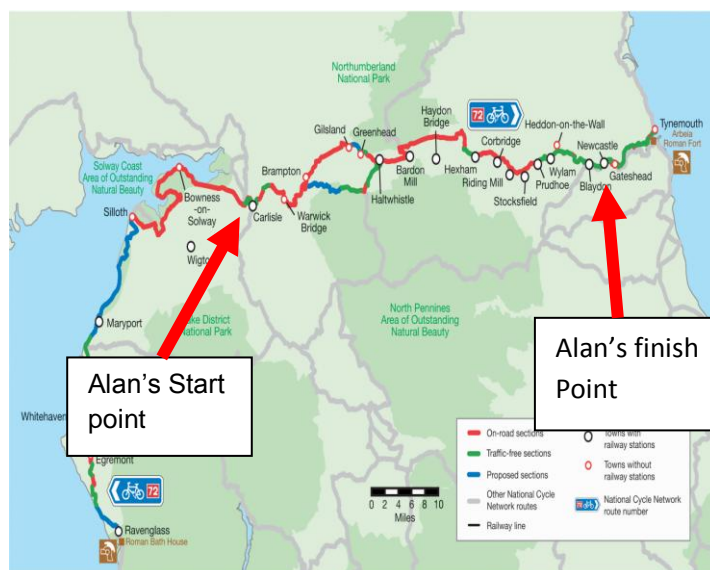 Northumberland
National Park
72
Haydon
Bridge
Heddon-on-the-Wall
Tynemouth
Arbeia
Roman Fort
Gilsland
Greenhead
Corbridge
Newcastle
Solway Coast
Area of Outstanding
Natural Beauty
Brampton
Bardon
Mill
Hexham
Wylam
Gateshead
Riding Mill
Prudhoe
Blaydon
Bowness
-on-
Solway
Haltwhistle
Stocksfield
Silloth
Carlisle
Warwick
Bridge
Wigton
North Pennines
Area of Outstanding
Natural Beauty
Maryport
Lake District
National Park
Alan's Start
point
Alan's finish
Point
Whitehaven
Egremont
72
Ravenglass
Roman Bath House
0 2 4 6 8 10
Miles
On-road sections
Traffic-free sections
Proposed sections
Other National Cycle
Network routes
Railway line
Towns with
railway stations
Towns without
railway stations
72
National Cycle Network
route number